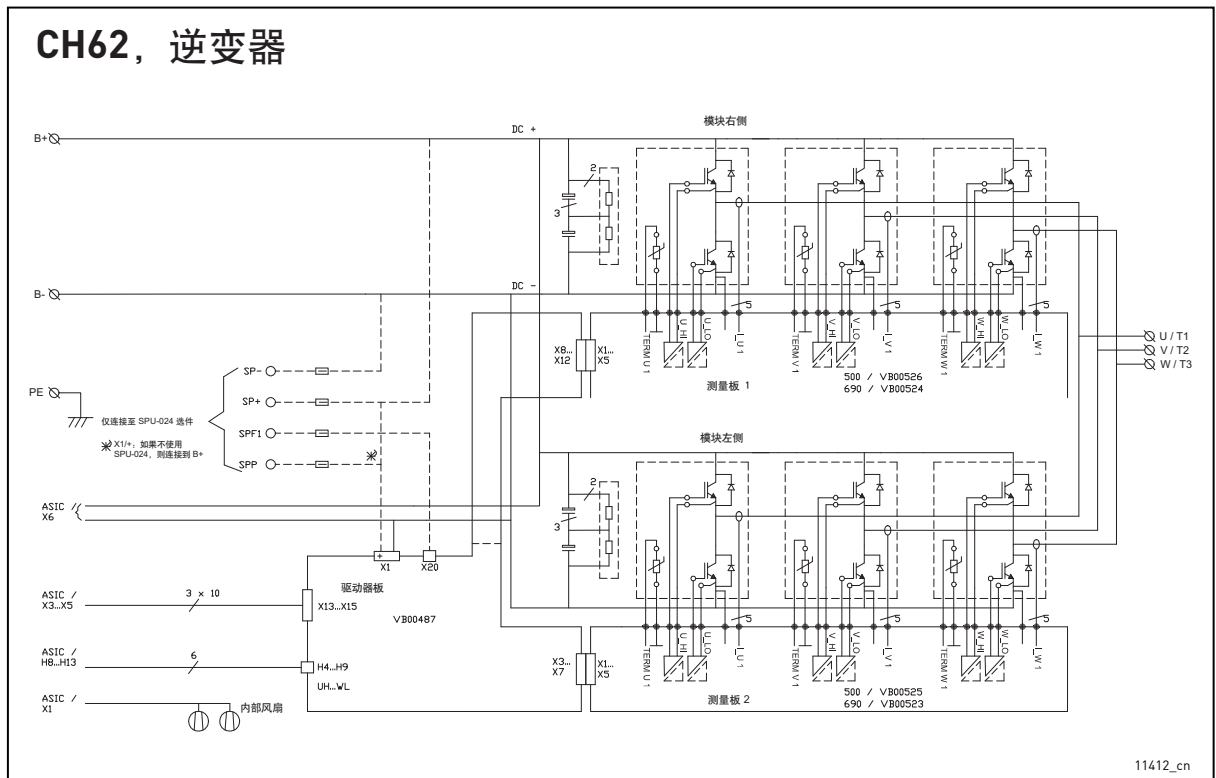 CH62，逆变器
模块右侧
B+
DC +
2
3
B-
DC -
5
5
5
TERM U 1
U_HI
U_LO
I_U 1
TERM V 1
V_HI
V_LO
I_V 1
TERM W 1
W_HI
W_LO
I_W 1
U / T1
V / T2
W / T3
X8...
X12
X1...
X5
测量板 1
500 / VB00526
690 / VB00524
PE
SP-
SP+
SPF1
SPP
仅连接至 SPU-024 选件
X1/+：如果不使用
SPU-024，则连接到 B+
模块左侧
2
3
ASIC /
X6
+
X1
X20
驱动器板
VB00487
ASIC /
X3...X5
3 × 10
X13...X15
ASIC /
H8...H13
6
H4...H9
UH...WL
ASIC /
X1
内部风扇
5
5
5
TERM U 1
U_HI
U_LO
I_U 1
TERM V 1
V_HI
V_LO
I_V 1
TERM W 1
W_HI
W_LO
I_W 1
X3...
X7
X1...
X5
测量板 2
500 / VB00525
690 / VB00523
11412_cn